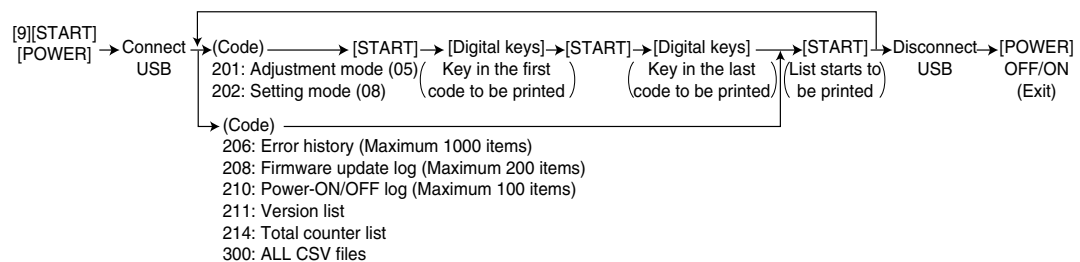 [9][START]
[POWER]
Connect
USB
(Code)
201: Adjustment mode (05)
202: Setting mode (08)
[START]
[Digital keys]
(Key in the first
code to be printed)
[START]
[Digital keys]
(Key in the last
code to be printed)
[START]
(List starts to
be printed)
Disconnect
USB
[POWER]
OFF/ON
(Exit)
(Code)
206: Error history (Maximum 1000 items)
208: Firmware update log (Maximum 200 items)
210: Power-ON/OFF log (Maximum 100 items)
211: Version list
214: Total counter list
300: ALL CSV files